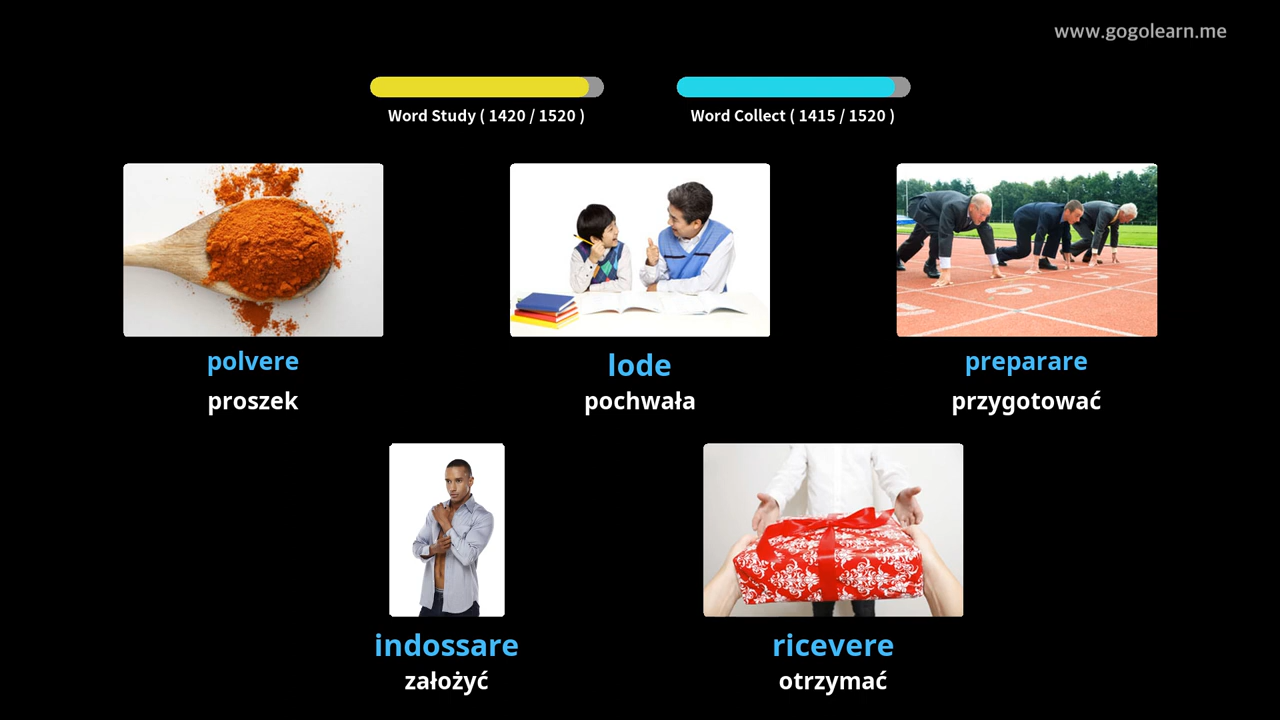 www.gogolearn.me
Word Study ( 1420 / 1520 )
Word Collect ( 1415 / 1520 )
polvere
proszek
lode
pochwała
preparare
przygotować
indossare
założyć
ricevere
otrzymać